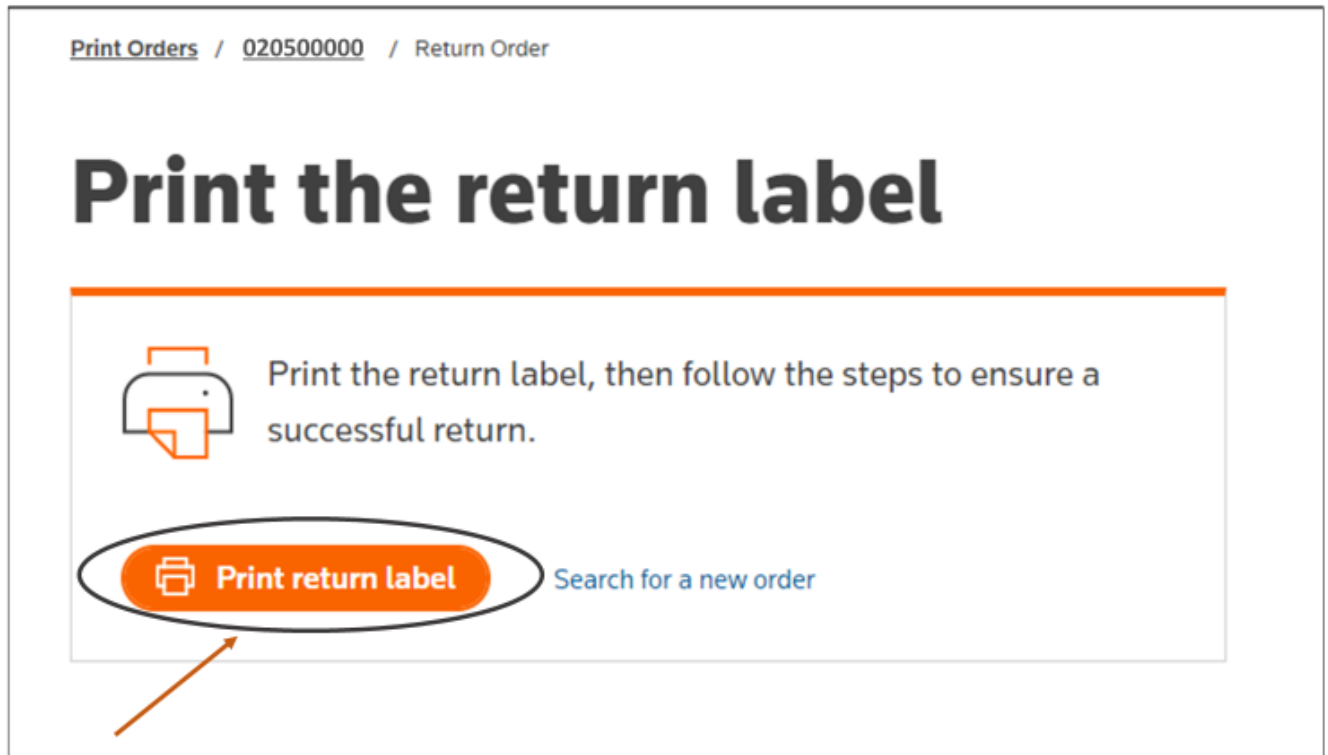 Print Orders / 020500000 / Return Order
Print the return label
Print the return label, then follow the steps to ensure a
successful return.
Print return label
Search for a new order